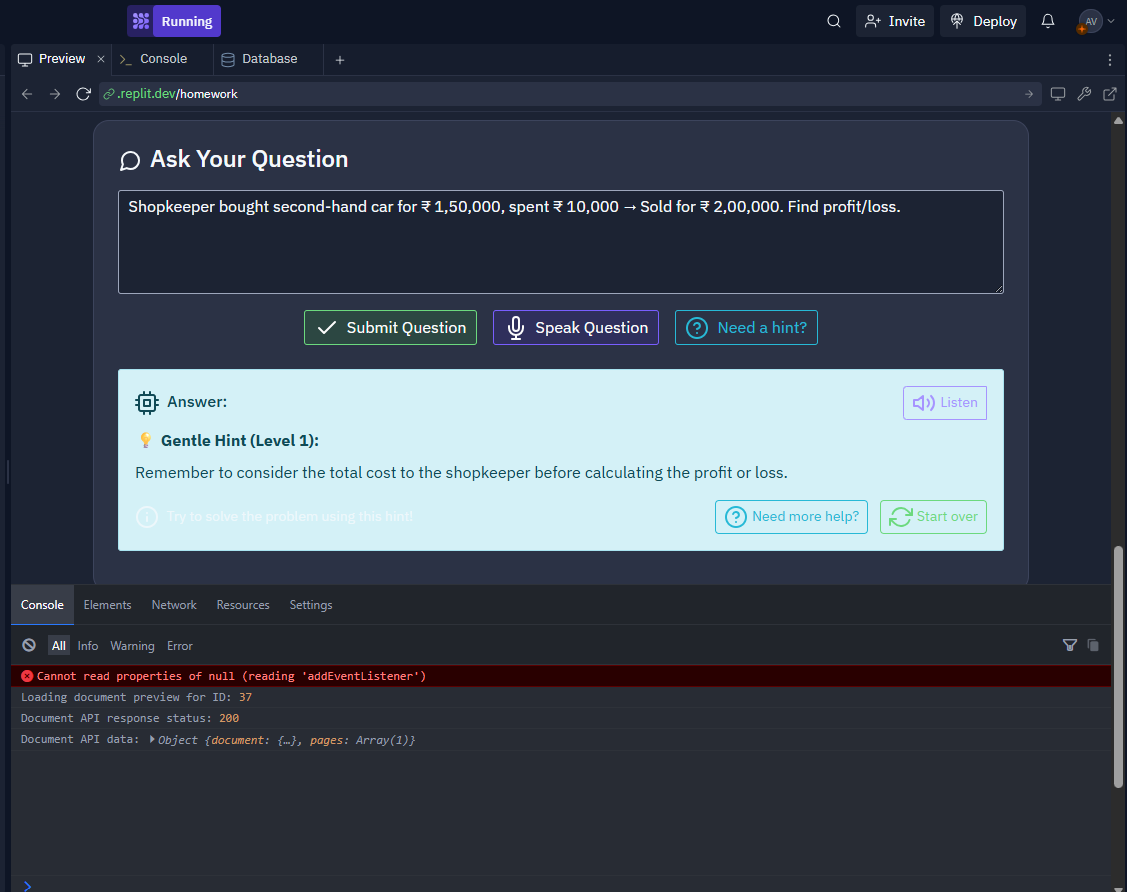 Running
Invite
Deploy
AV
Preview
Console
Database
.replit.dev/homework
Ask Your Question
Shopkeeper bought second-hand car for ₹ 1,50,000, spent ₹ 10,000 → Sold for ₹ 2,00,000. Find profit/loss.
Submit Question
Speak Question
Need a hint?
Answer:
Listen
Gentle Hint (Level 1):
Remember to consider the total cost to the shopkeeper before calculating the profit or loss.
Try to solve the problem using this hint!
Need more help?
Start over
Console Elements Network Resources Settings
All Info Warning Error
Cannot read properties of null (reading 'addEventListener')
Loading document preview for ID: 37
Document API response status: 200
Document API data: Object {document: {…}, pages: Array(1)}